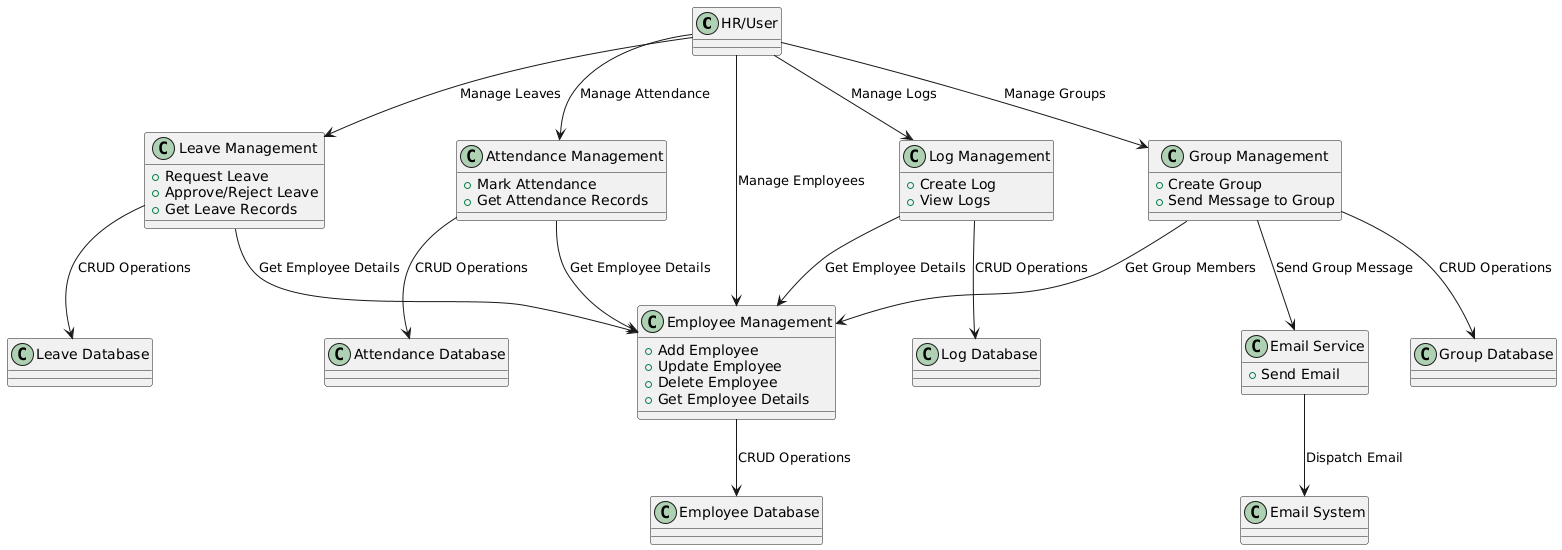 C HR/User
Manage Leaves
Manage Attendance
Manage Logs
Manage Groups
C Leave Management
Request Leave
Approve/Reject Leave
Get Leave Records
C Attendance Management
Mark Attendance
Get Attendance Records
Manage Employees
C Log Management
Create Log
View Logs
C Group Management
Create Group
Send Message to Group
CRUD Operations
Get Employee Details
CRUD Operations
Get Employee Details
Get Employee Details
CRUD Operations
Get Group Members
Send Group Message
CRUD Operations
C Leave Database
C Attendance Database
C Employee Management
Add Employee
Update Employee
Delete Employee
Get Employee Details
C Log Database
C Email Service
Send Email
C Group Database
CRUD Operations
Dispatch Email
C Employee Database
C Email System